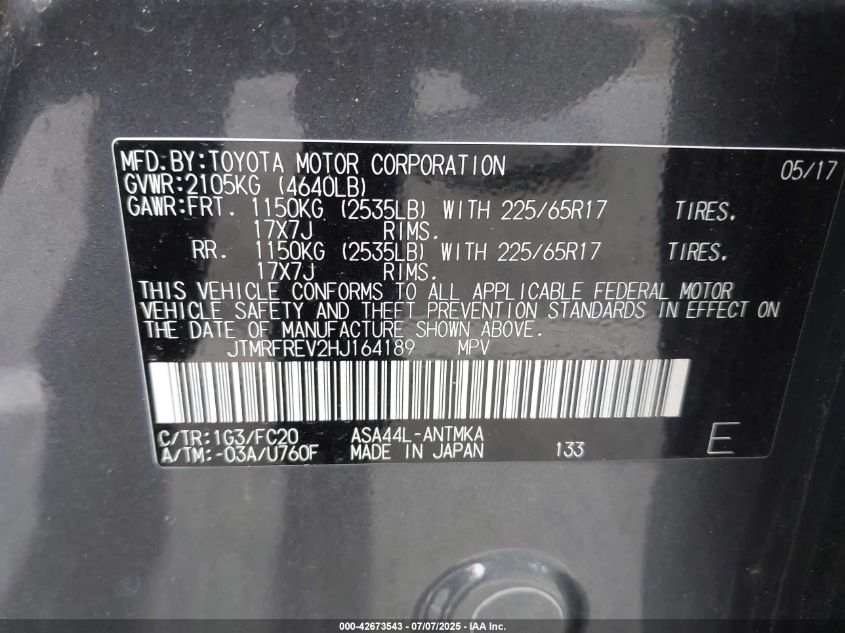 MFD.BY:TOYOTA MOTOR CORPORATION 05/17
GVWR:2105KG (4640LB)
GAWR:FRT. 1150KG (2535LB) WITH 225/65R17 TIRES.
17X7J RIMS.
RR. 1150KG (2535LB) WITH 225/65R17 TIRES.
17X7J RIMS.
THIS VEHICLE CONFORMS TO ALL APPLICABLE FEDERAL MOTOR
VEHICLE SAFETY AND THEFT PREVENTION STANDARDS IN EFFECT ON
THE DATE OF MANUFACTURE SHOWN ABOVE.
JTMRFREV2HJ164189 MPV
C/TR:1G3/FC20 ASA44L-ANTMKA E
A/TM:-03A/U760F MADE IN JAPAN 133
000-42673543 / 07/07/2025 - IAA Inc.